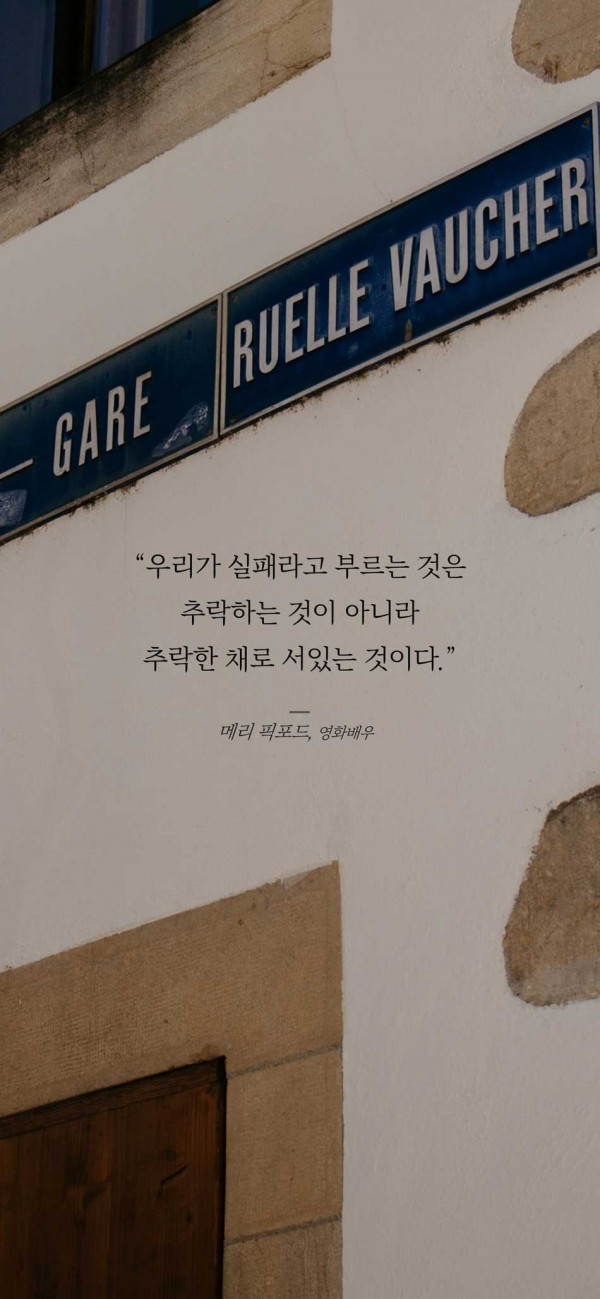 RUELLE VAUCHER
GARE
“우리가 실패라고 부르는 것은
추락하는 것이 아니라
추락한 채로 서있는 것이다.”
메리 픽포드, 영화배우